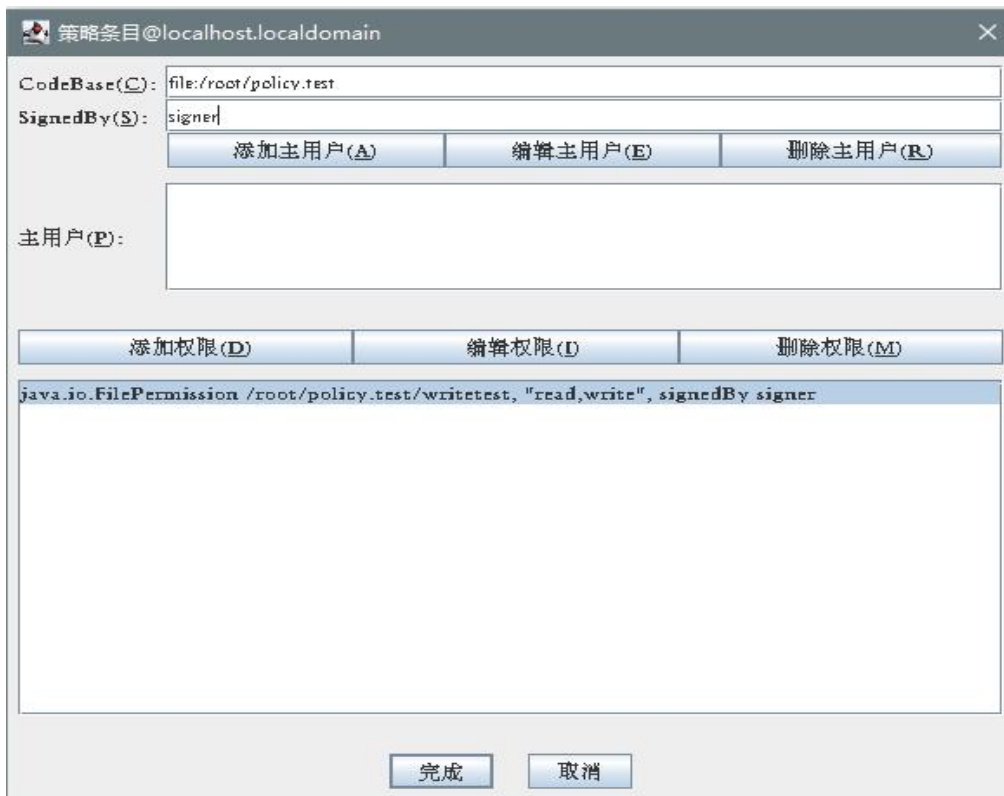 策略条目@localhost.localdomain
CodeBase(C): file:/root/policy.test
SignedBy(S): signer
添加主用户(A) 编辑主用户(E) 删除主用户(R)
主用户(P):
添加权限(D) 编辑权限(I) 删除权限(M)
java.io.FilePermission /root/policy.test/writetest, "read,write", signedBy signer
完成 取消